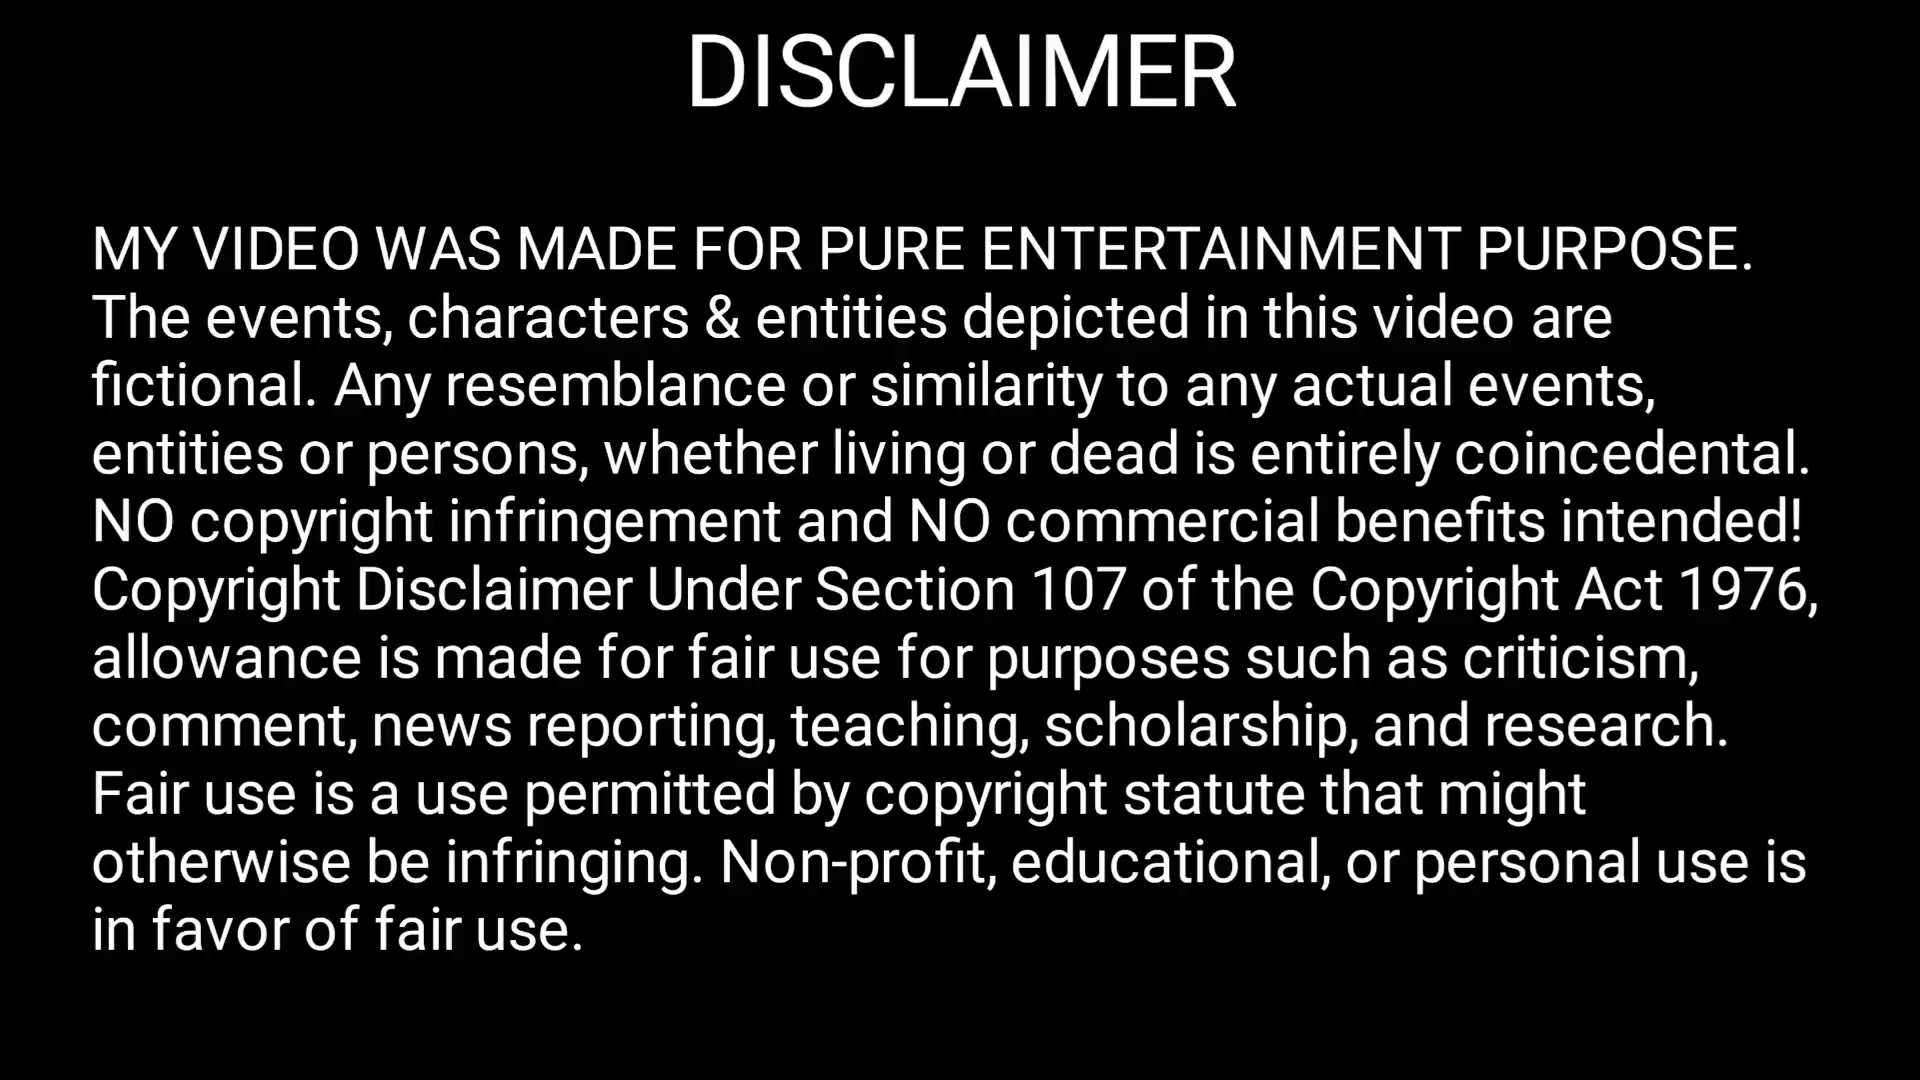 DISCLAIMER
MY VIDEO WAS MADE FOR PURE ENTERTAINMENT PURPOSE.
The events, characters & entities depicted in this video are
fictional. Any resemblance or similarity to any actual events,
entities or persons, whether living or dead is entirely coincedental.
NO copyright infringement and NO commercial benefits intended!
Copyright Disclaimer Under Section 107 of the Copyright Act 1976,
allowance is made for fair use for purposes such as criticism,
comment, news reporting, teaching, scholarship, and research.
Fair use is a use permitted by copyright statute that might
otherwise be infringing. Non-profit, educational, or personal use is
in favor of fair use.